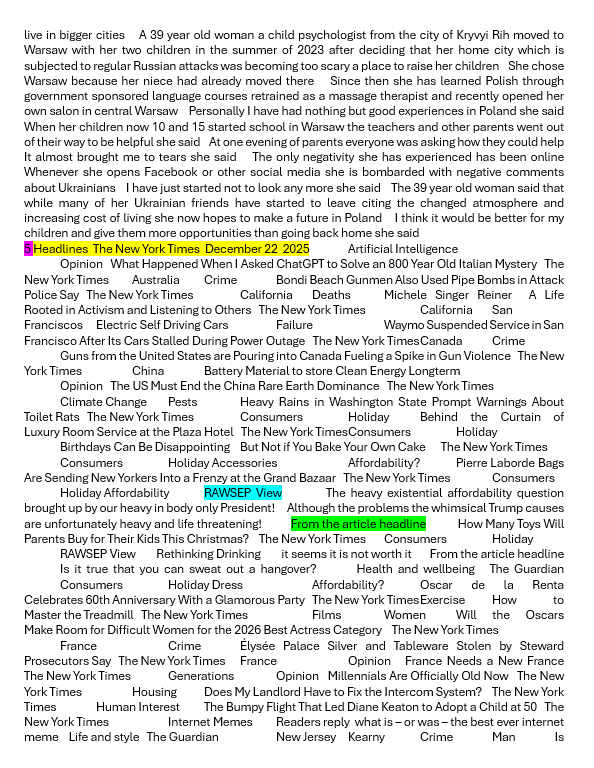 live in bigger cities A 39 year old woman a child psychologist from the city of Kryvyi Rih moved to
Warsaw with her two children in the summer of 2023 after deciding that her home city which is
subjected to regular Russian attacks was becoming too scary a place to raise her children She chose
Warsaw because her niece had already moved there Since then she has learned Polish through
government sponsored language courses retrained as a massage therapist and recently opened her
own salon in central Warsaw Personally I have had nothing but good experiences in Poland she said
When her children now 10 and 15 started school in Warsaw the teachers and other parents went out
of their way to be helpful she said At one evening of parents everyone was asking how they could help
It almost brought me to tears she said The only negativity she has experienced has been online
Whenever she opens Facebook or other social media she is bombarded with negative comments
about Ukrainians I have just started not to look any more she said The 39 year old woman said that
while many of her Ukrainian friends have started to leave citing the changed atmosphere and
increasing cost of living she now hopes to make a future in Poland I think it would be better for my
children and give them more opportunities than going back home she said
5 Headlines The New York Times December 22 2025 Artificial Intelligence
Opinion What Happened When I Asked ChatGPT to Solve an 800 Year Old Italian Mystery The
New York Times Australia Crime Bondi Beach Gunmen Also Used Pipe Bombs in Attack
Police Say The New York Times California Deaths Michele Singer Reiner A Life
Rooted in Activism and Listening to Others The New York Times California San
Franciscos Electric Self Driving Cars Failure Waymo Suspended Service in San
Francisco After Its Cars Stalled During Power Outage The New York TimesCanada Crime
Guns from the United States are Pouring into Canada Fueling a Spike in Gun Violence The New
York Times China Battery Material to store Clean Energy Longterm
Opinion The US Must End the China Rare Earth Dominance The New York Times
Climate Change Pests Heavy Rains in Washington State Prompt Warnings About
Toilet Rats The New York Times Consumers Holiday Behind the Curtain of
Luxury Room Service at the Plaza Hotel The New York TimesConsumers Holiday
Birthdays Can Be Disappointing But Not if You Bake Your Own Cake The New York Times
Consumers Holiday Accessories Affordability? Pierre Laborde Bags
Are Sending New Yorkers Into a Frenzy at the Grand Bazaar The New York Times Consumers
Holiday Affordability RAWSEP View The heavy existential affordability question
brought up by our heavy in body only President! Although the problems the whimsical Trump causes
are unfortunately heavy and life threatening! From the article headline How Many Toys Will
Parents Buy for Their Kids This Christmas? The New York Times Consumers Holiday
RAWSEP View Rethinking Drinking it seems it is not worth it From the article headline
Is it true that you can sweat out a hangover? Health and wellbeing The Guardian
Consumers Holiday Dress Affordability? Oscar de la Renta
Celebrates 60th Anniversary With a Glamorous Party The New York TimesExercise How to
Master the Treadmill The New York Times Films Women Will the Oscars
Make Room for Difficult Women for the 2026 Best Actress Category The New York Times
France Crime Élysée Palace Silver and Tableware Stolen by Steward
Prosecutors Say The New York Times France Opinion France Needs a New France
The New York Times Generations Opinion Millennials Are Officially Old Now The New
York Times Housing Does My Landlord Have to Fix the Intercom System? The New York
Times Human Interest The Bumpy Flight That Led Diane Keaton to Adopt a Child at 50 The
New York Times Internet Memes Readers reply what is – or was – the best ever internet
meme Life and style The Guardian New Jersey Kearny Crime Man Is